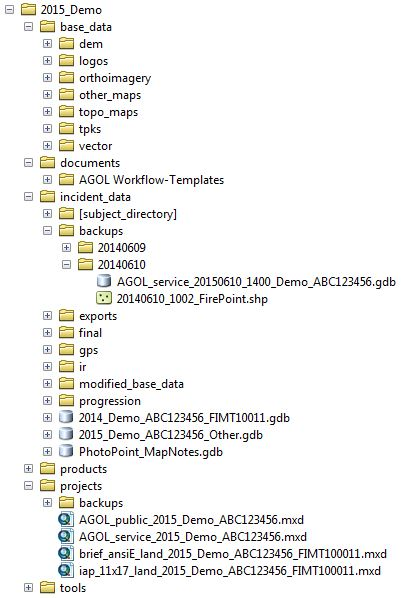 2015_Demo
base_data
dem
logos
orthoimagery
other_maps
topo_maps
tpks
vector
documents
AGOL Workflow-Templates
incident_data
[subject_directory]
backups
20140609
20140610
AGOL_service_20150610_1400_Demo_ABC123456.gdb
20140610_1002_FirePoint.shp
exports
final
gps
ir
modified_base_data
progression
2014_Demo_ABC123456_FIMT10011.gdb
2015_Demo_ABC123456_Other.gdb
PhotoPoint_MapNotes.gdb
products
projects
backups
AGOL_public_2015_Demo_ABC123456.mxd
AGOL_service_2015_Demo_ABC123456.mxd
brief_ansiE_land_2015_Demo_ABC123456_FIMT100011.mxd
iap_11x17_land_2015_Demo_ABC123456_FIMT100011.mxd
tools